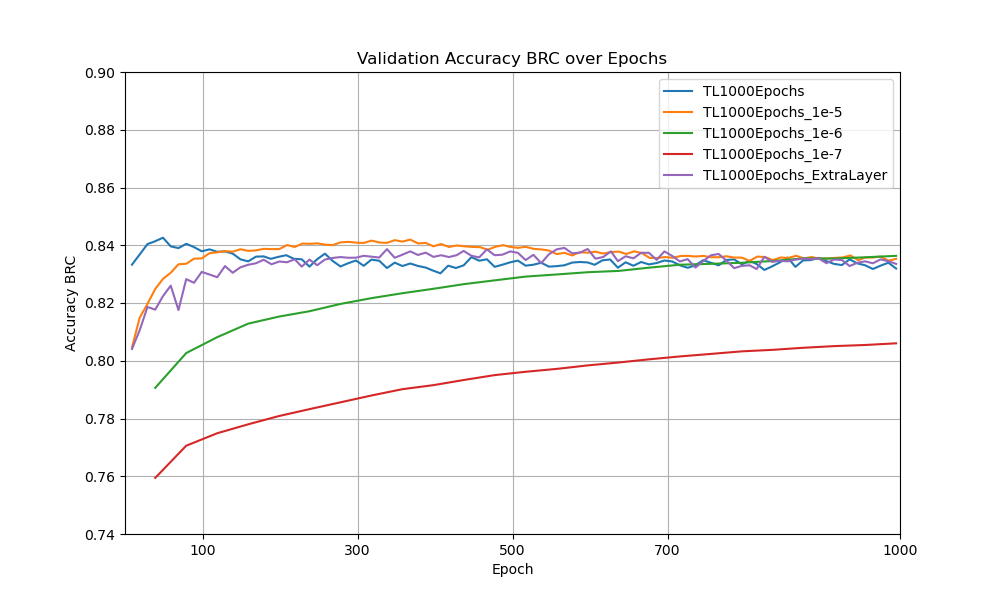 Validation Accuracy BRC over Epochs
TL1000Epochs
TL1000Epochs_1e-5
TL1000Epochs_1e-6
TL1000Epochs_1e-7
TL1000Epochs_ExtraLayer
Accuracy BRC
0.90
0.88
0.86
0.84
0.82
0.80
0.78
0.76
0.74
100 300 500 700 1000
Epoch